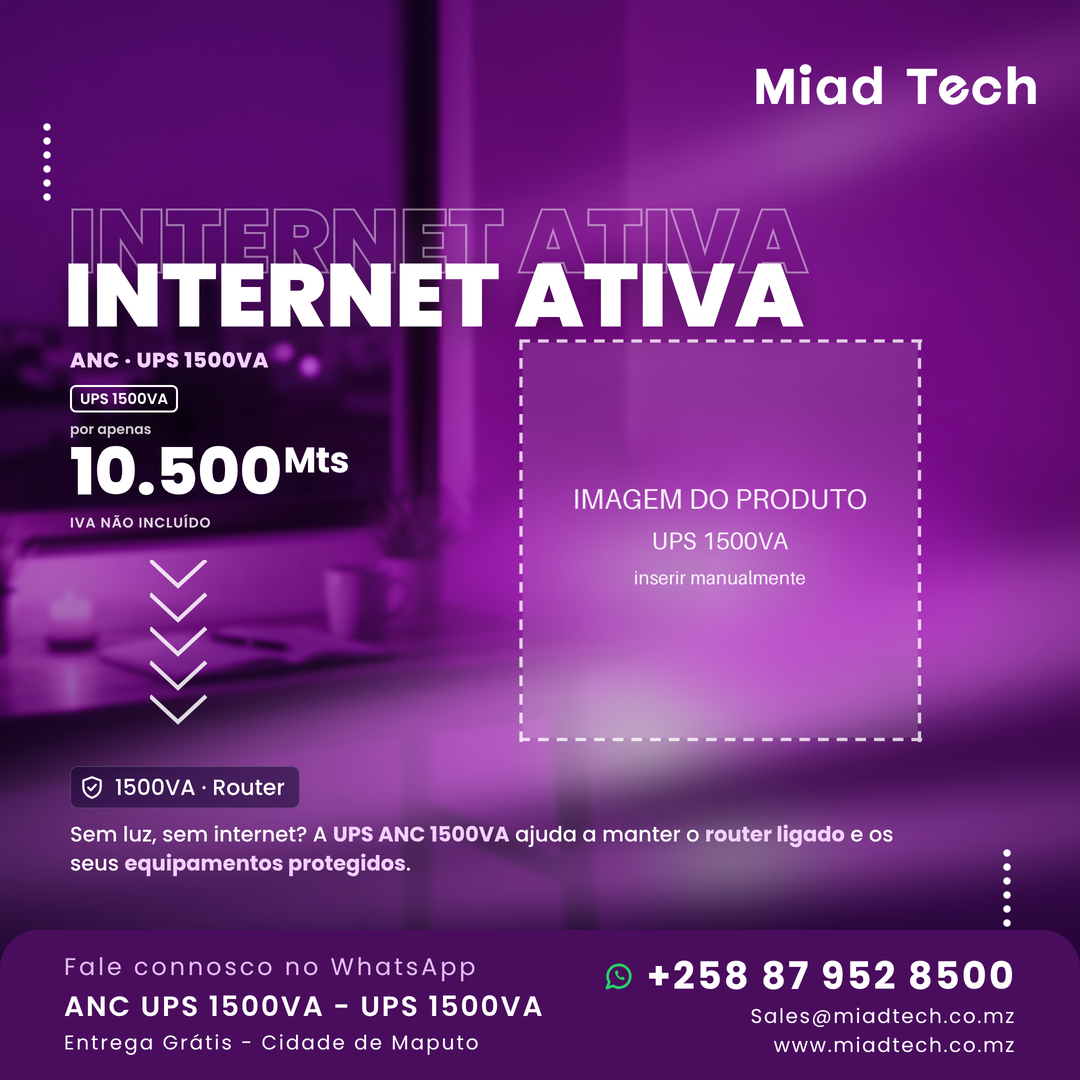 Miad Tech
INTERNET ATIVA
INTERNET ATIVA
ANC · UPS 1500VA
UPS 1500VA
por apenas
10.500Mts
IVA NÃO INCLUÍDO
IMAGEM DO PRODUTO
UPS 1500VA
inserir manualmente
1500VA · Router
Sem luz, sem internet? A UPS ANC 1500VA ajuda a manter o router ligado e os
seus equipamentos protegidos.
Fale connosco no WhatsApp
ANC UPS 1500VA – UPS 1500VA
Entrega Grátis – Cidade de Maputo
+258 87 952 8500
Sales@miadtech.co.mz
www.miadtech.co.mz